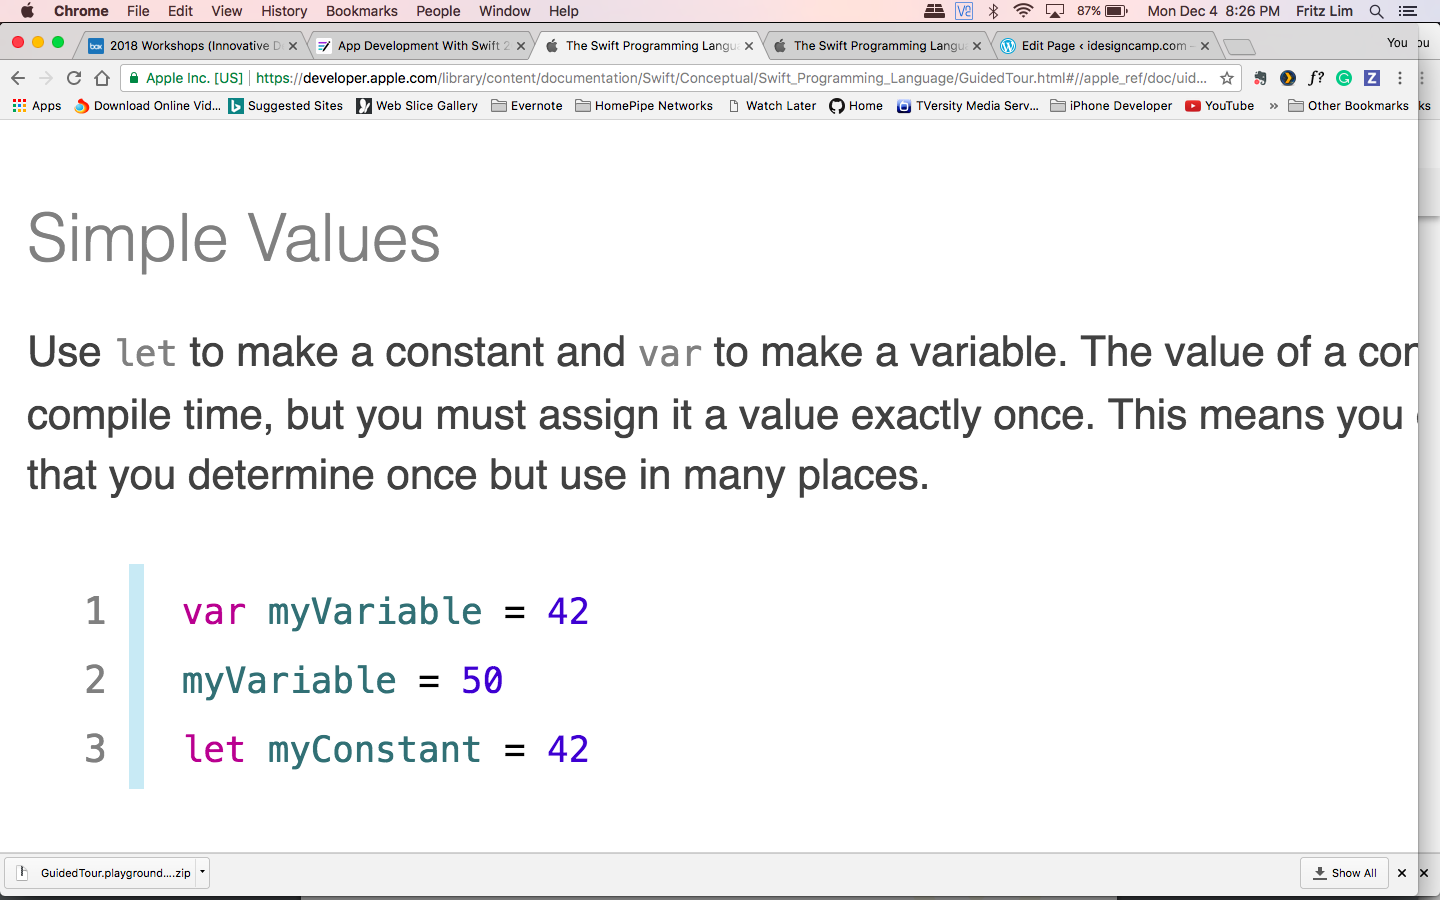 Chrome File Edit View History Bookmarks People Window Help 87% Mon Dec 4 8:26 PM Fritz Lim
box 2018 Workshops (Innovative D App Development With Swift 2 The Swift Programming Langu The Swift Programming Langu Edit Page ‹ idesigncamp.com – You ou
Apple Inc. [US] https://developer.apple.com/library/content/documentation/Swift/Conceptual/Swift_Programming_Language/GuidedTour.html#//apple_ref/doc/uid... f? G Z
Apps Download Online Vid... Suggested Sites Web Slice Gallery Evernote HomePipe Networks Watch Later Home TVersity Media Serv... iPhone Developer YouTube » Other Bookmarks ks
Simple Values
Use let to make a constant and var to make a variable. The value of a con
compile time, but you must assign it a value exactly once. This means you
that you determine once but use in many places.
1 var myVariable = 42
2 myVariable = 50
3 let myConstant = 42
GuidedTour.playground....zip Show All